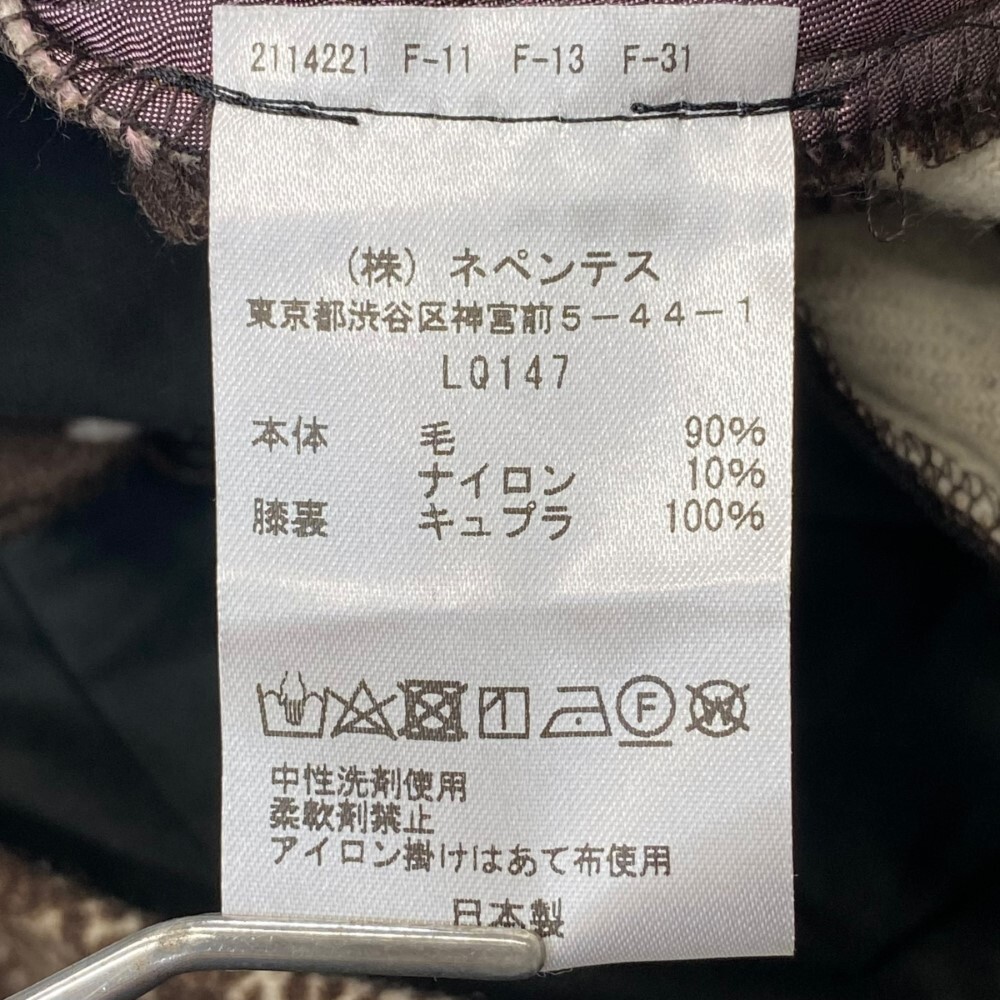 2114221 F-11 F-13 F-31
(株) ネペンテス
東京都渋谷区神宮前5-44-1
LQ147
本体 毛 90%
ナイロン 10%
膝裏 キュプラ 100%
1 F W
中性洗剤使用
柔軟剤禁止
アイロン掛けはあて布使用
日本製